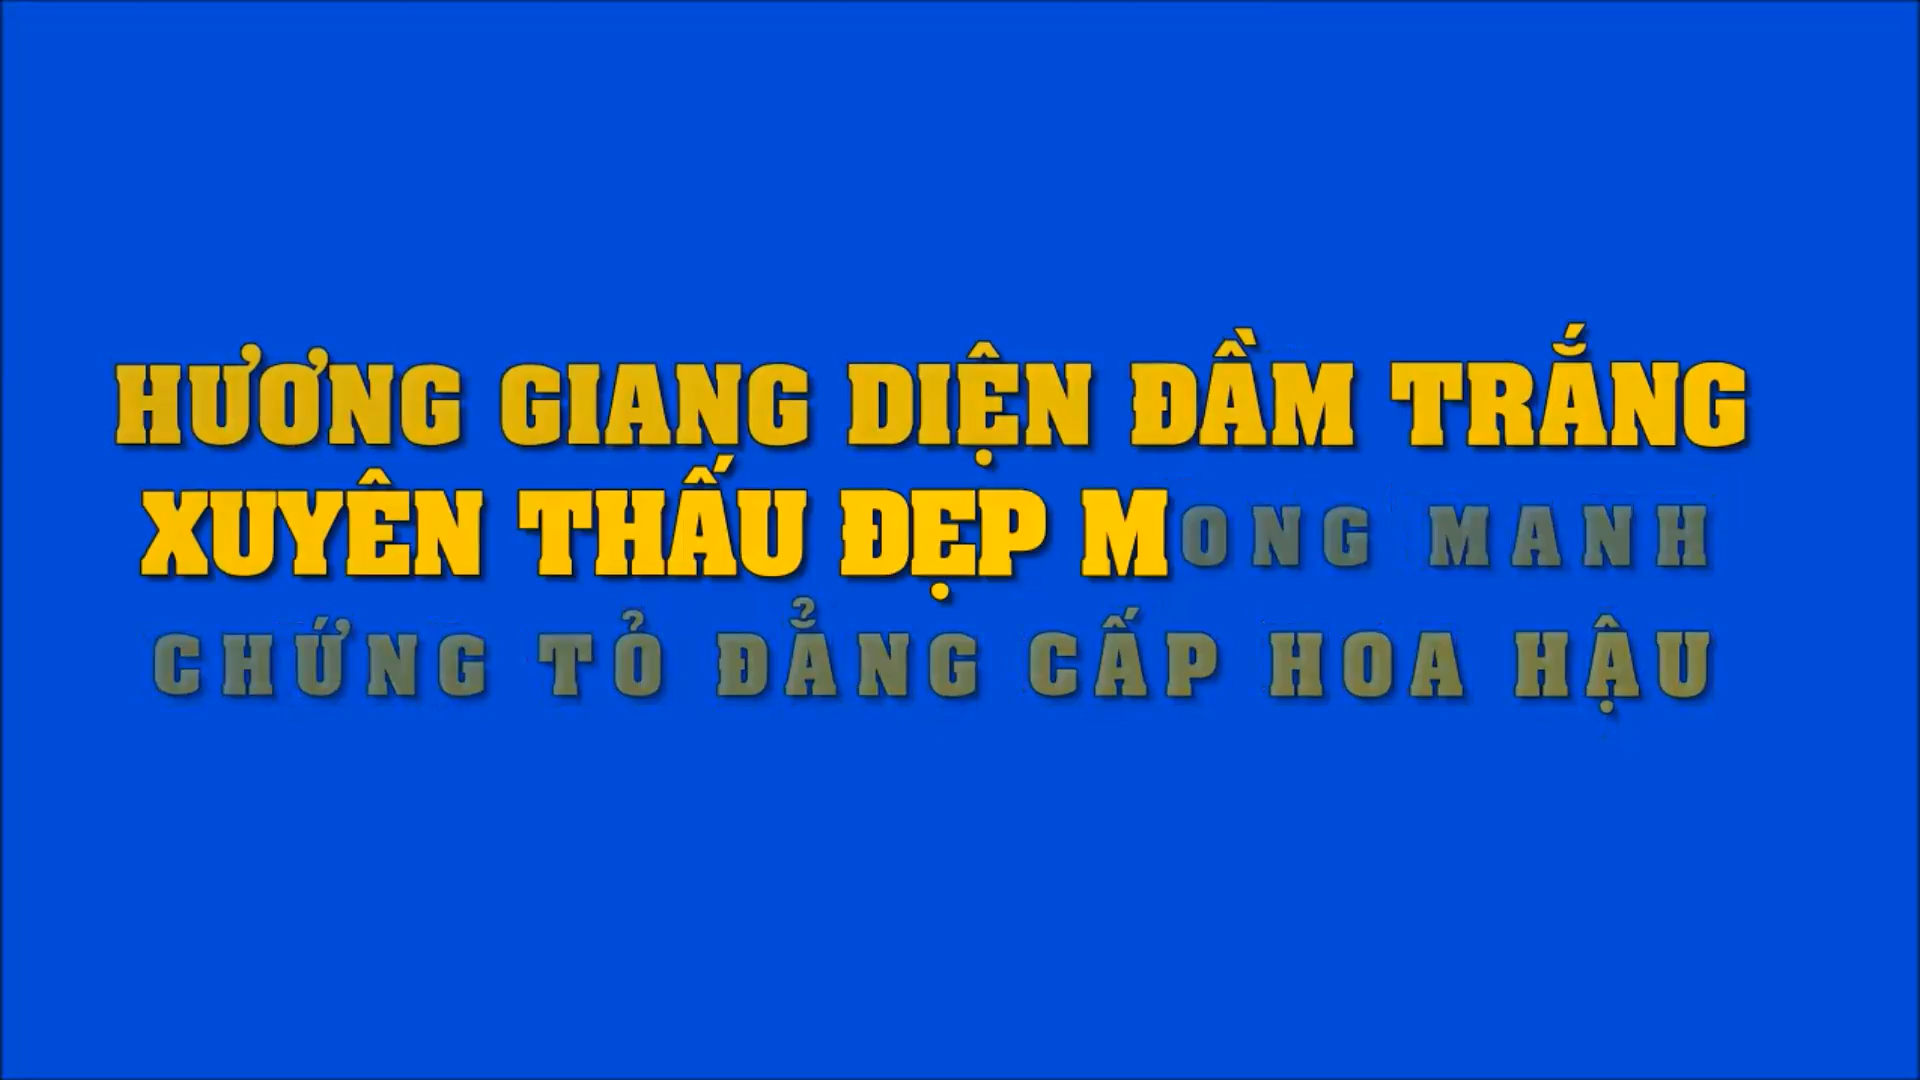 HƯƠNG GIANG DIỆN ĐẦM TRẮNG
XUYÊN THẤU ĐẸP MONG MANH
CHỨNG TỎ ĐẲNG CẤP HOA HẬU